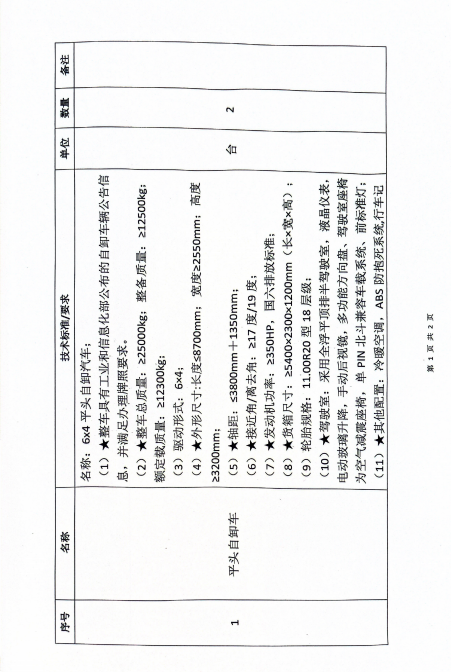 序号 名称 技术标准/要求 单位 数量 备注
1 平头自卸车 台 2
名称：6x4 平头自卸汽车；
（1）★整车具有工业和信息化部公布的自卸车辆公告信
息，并满足办理牌照要求。
（2）★整车总质量：≥25000kg；整备质量：≥12500kg；
额定载质量：≥12300kg；
（3）驱动形式：6×4；
（4）★外形尺寸:长度≤8700mm；宽度≥2550mm；高度
≥3200mm；
（5）★轴距：≤3800mm＋1350mm；
（6）★接近角/离去角：≥17 度/19 度；
（7）★发动机功率：≥350HP，国六排放标准；
（8）★货箱尺寸：≥5400×2300×1200mm（长×宽×高）；
（9）轮胎规格：11.00R20 型 18 层级；
（10）★驾驶室：采用全浮平顶排半驾驶室，液晶仪表，
电动玻璃升降，手动后视镜，多功能方向盘、驾驶室座椅
为空气减震座椅，单 PIN 北斗兼容车载系统、前标准灯；
（11）★其他配置：冷暖空调，ABS 防抱死系统,行车记
第 1 页 共 2 页